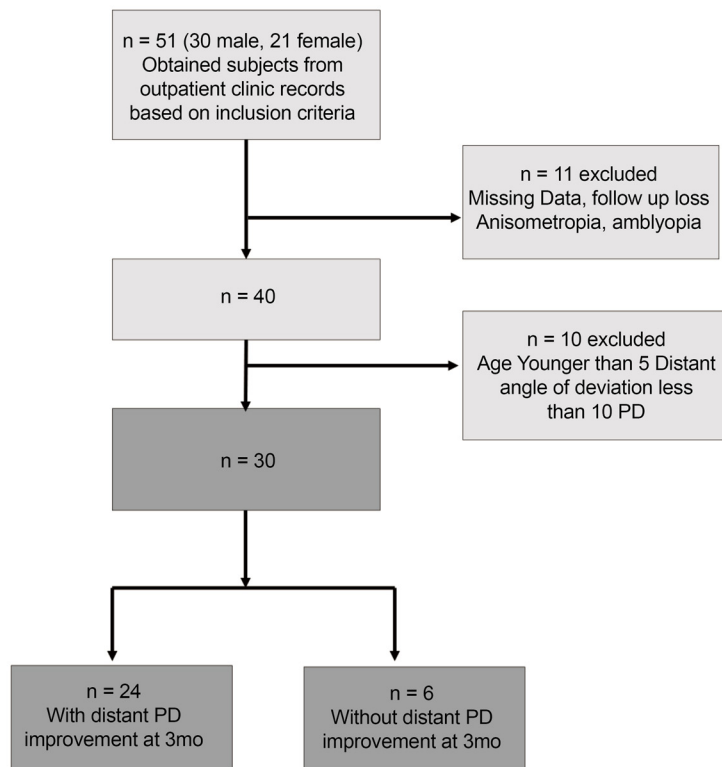 n = 51 (30 male, 21 female)
Obtained subjects from
outpatient clinic records
based on inclusion criteria
n = 11 excluded
Missing Data, follow up loss
Anisometropia, amblyopia
n = 40
n = 10 excluded
Age Younger than 5 Distant
angle of deviation less
than 10 PD
n = 30
n = 24
With distant PD
improvement at 3mo
n = 6
Without distant PD
improvement at 3mo